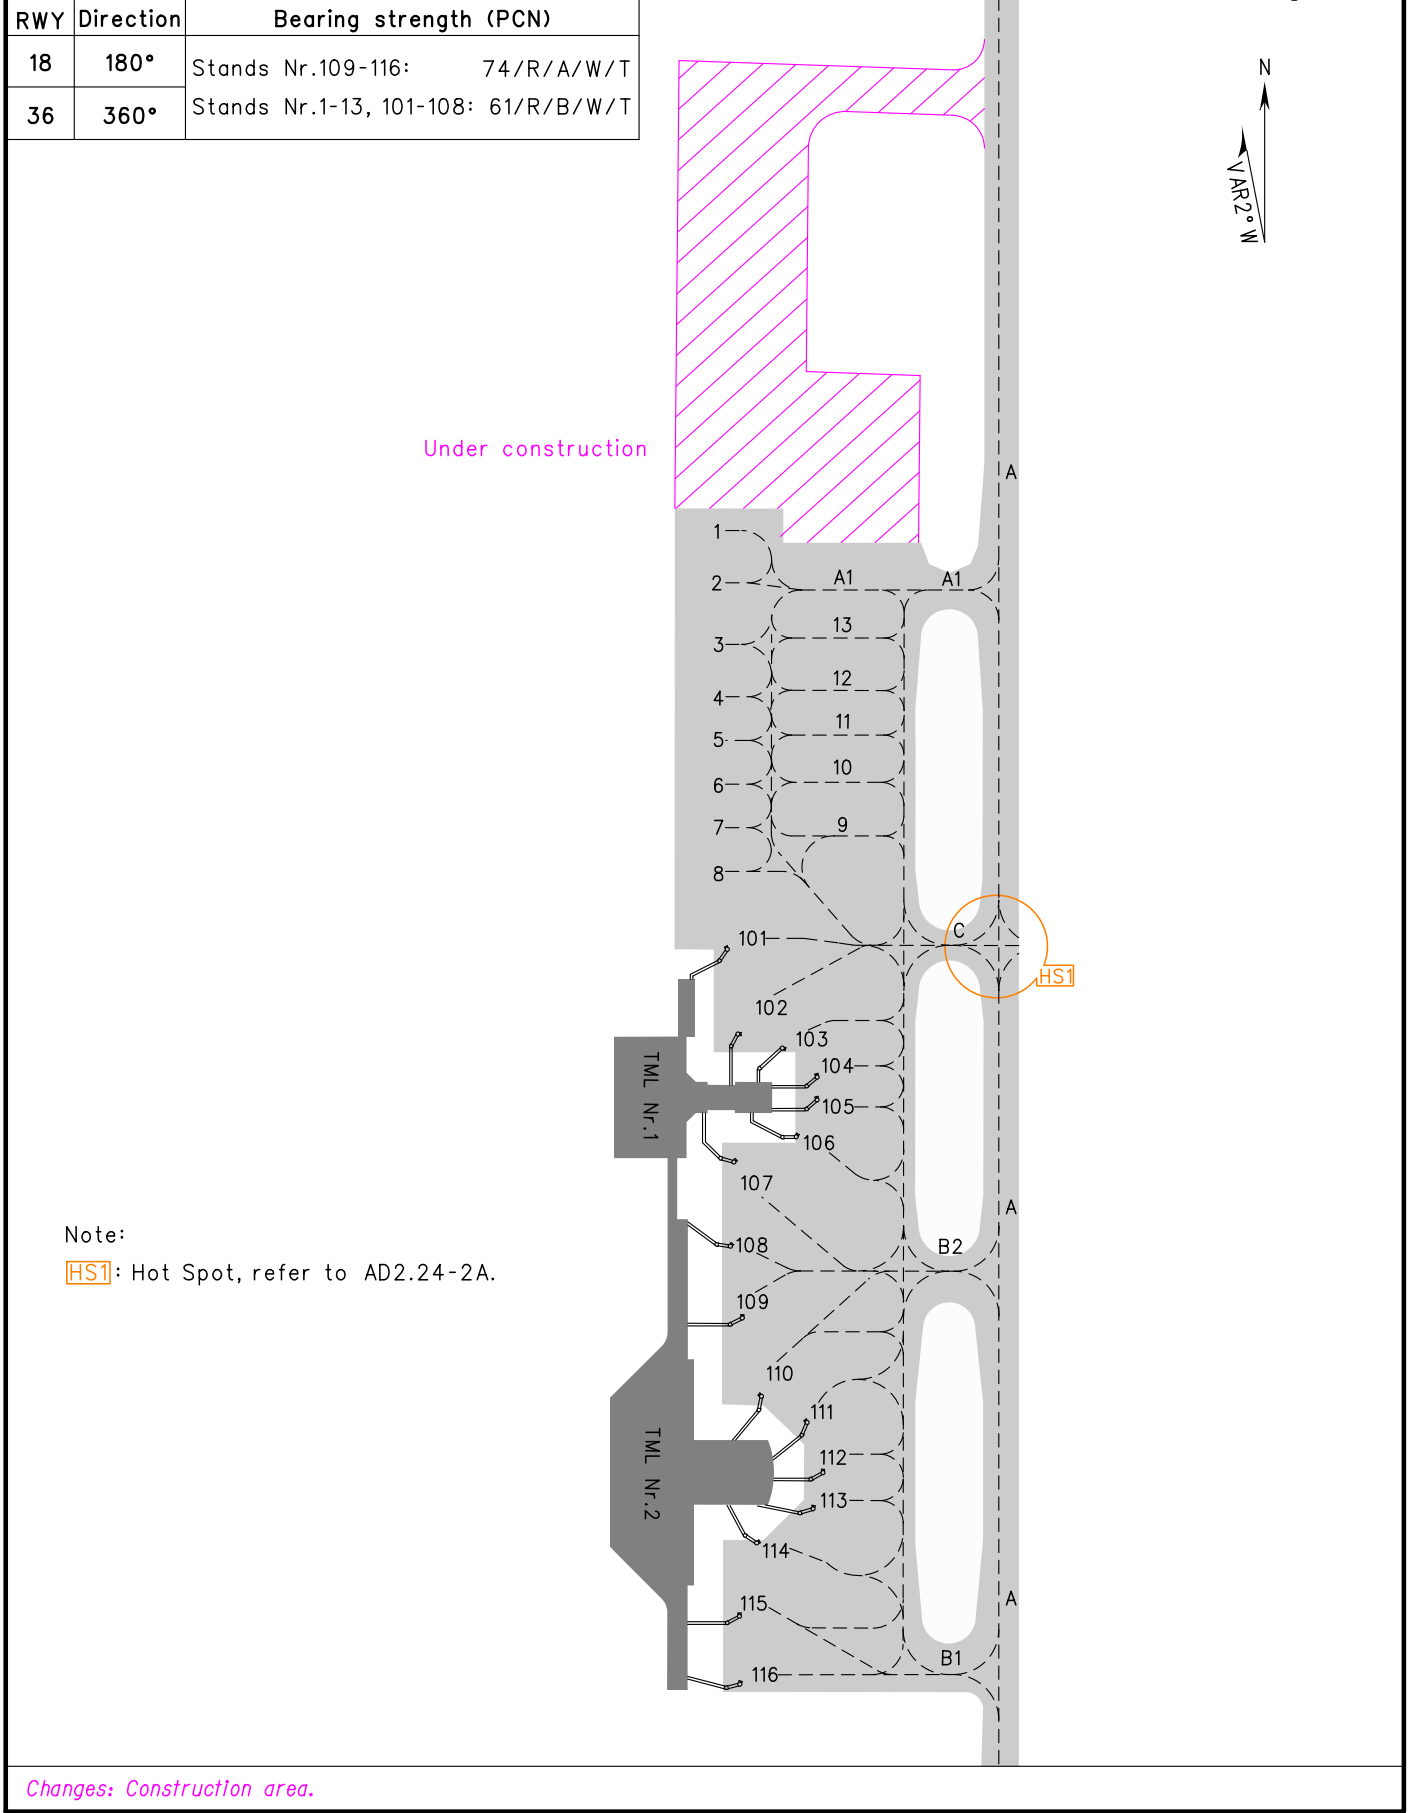 RWY Direction Bearing strength (PCN)
18 180° Stands Nr.109-116: 74/R/A/W/T
36 360° Stands Nr.1-13, 101-108: 61/R/B/W/T
N
VAR2°W
Under construction
A
1
2 A1 A1
13
3
12
4
11
5
10
6
9
7
8
C
101
HS1
102
103
104
TML Nr.1
105
106
107
A
Note:
108 B2
HS1: Hot Spot, refer to AD2.24-2A.
109
110
111
112
TML Nr.2
113
114
115 A
B1
116
Changes: Construction area.